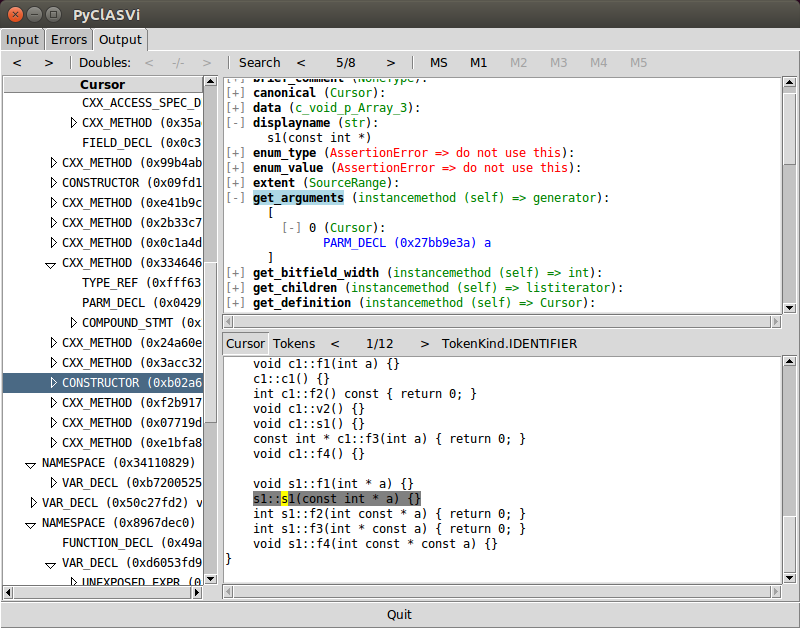 PyClASVi
Input Errors Output
< > Doubles: < -/- > Search < 5/8 > MS M1 M2 M3 M4 M5
Cursor
CXX_ACCESS_SPEC_D
CXX_METHOD (0x35a
FIELD_DECL (0x0c3
CXX_METHOD (0x99b4ab
CONSTRUCTOR (0x09fd1
CXX_METHOD (0xe41b9c
CXX_METHOD (0x2b33c7
CXX_METHOD (0x0c1a4d
CXX_METHOD (0x334646
TYPE_REF (0xfff63
PARM_DECL (0x0429
COMPOUND_STMT (0x
CXX_METHOD (0x24a60e
CXX_METHOD (0x3acc32
CONSTRUCTOR (0xb02a6
CXX_METHOD (0xf2b917
CXX_METHOD (0x07719d
CXX_METHOD (0xe1bfa8
NAMESPACE (0x34110829)
VAR_DECL (0xb7200525
VAR_DECL (0x50c27fd2) v
NAMESPACE (0x8967dec0)
FUNCTION_DECL (0x49a
VAR_DECL (0xd6053fd9
UNEXPOSED_EXPR (0
[+] brief_comment (NoneType):
[+] canonical (Cursor):
[+] data (c_void_p_Array_3):
[-] displayname (str):
s1(const int *)
[+] enum_type (AssertionError => do not use this):
[+] enum_value (AssertionError => do not use this):
[+] extent (SourceRange):
[-] get_arguments (instancemethod (self) => generator):
[
[-] 0 (Cursor):
PARM_DECL (0x27bb9e3a) a
]
[+] get_bitfield_width (instancemethod (self) => int):
[+] get_children (instancemethod (self) => listiterator):
[+] get_definition (instancemethod (self) => Cursor):
Cursor Tokens < 1/12 > TokenKind.IDENTIFIER
void c1::f1(int a) {}
c1::c1() {}
int c1::f2() const { return 0; }
void c1::v2() {}
void c1::s1() {}
const int * c1::f3(int a) { return 0; }
void c1::f4() {}
void s1::f1(int * a) {}
s1::s1(const int * a) {}
int s1::f2(int const * a) { return 0; }
int s1::f3(int * const a) { return 0; }
void s1::f4(int const * const a) {}
}
Quit